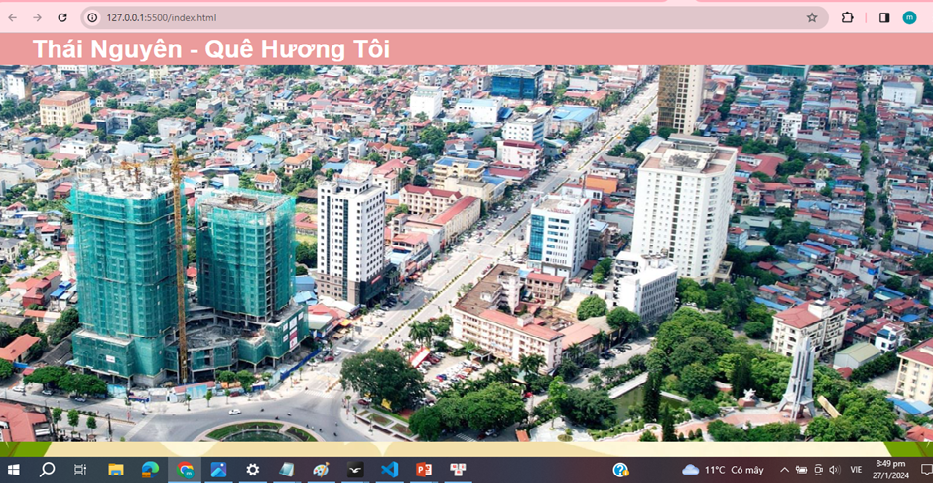 127.0.0.1:5500/index.html
m
Thái Nguyên - Quê Hương Tôi
11°C Có mây
VIE
8:49 pm
27/1/2024